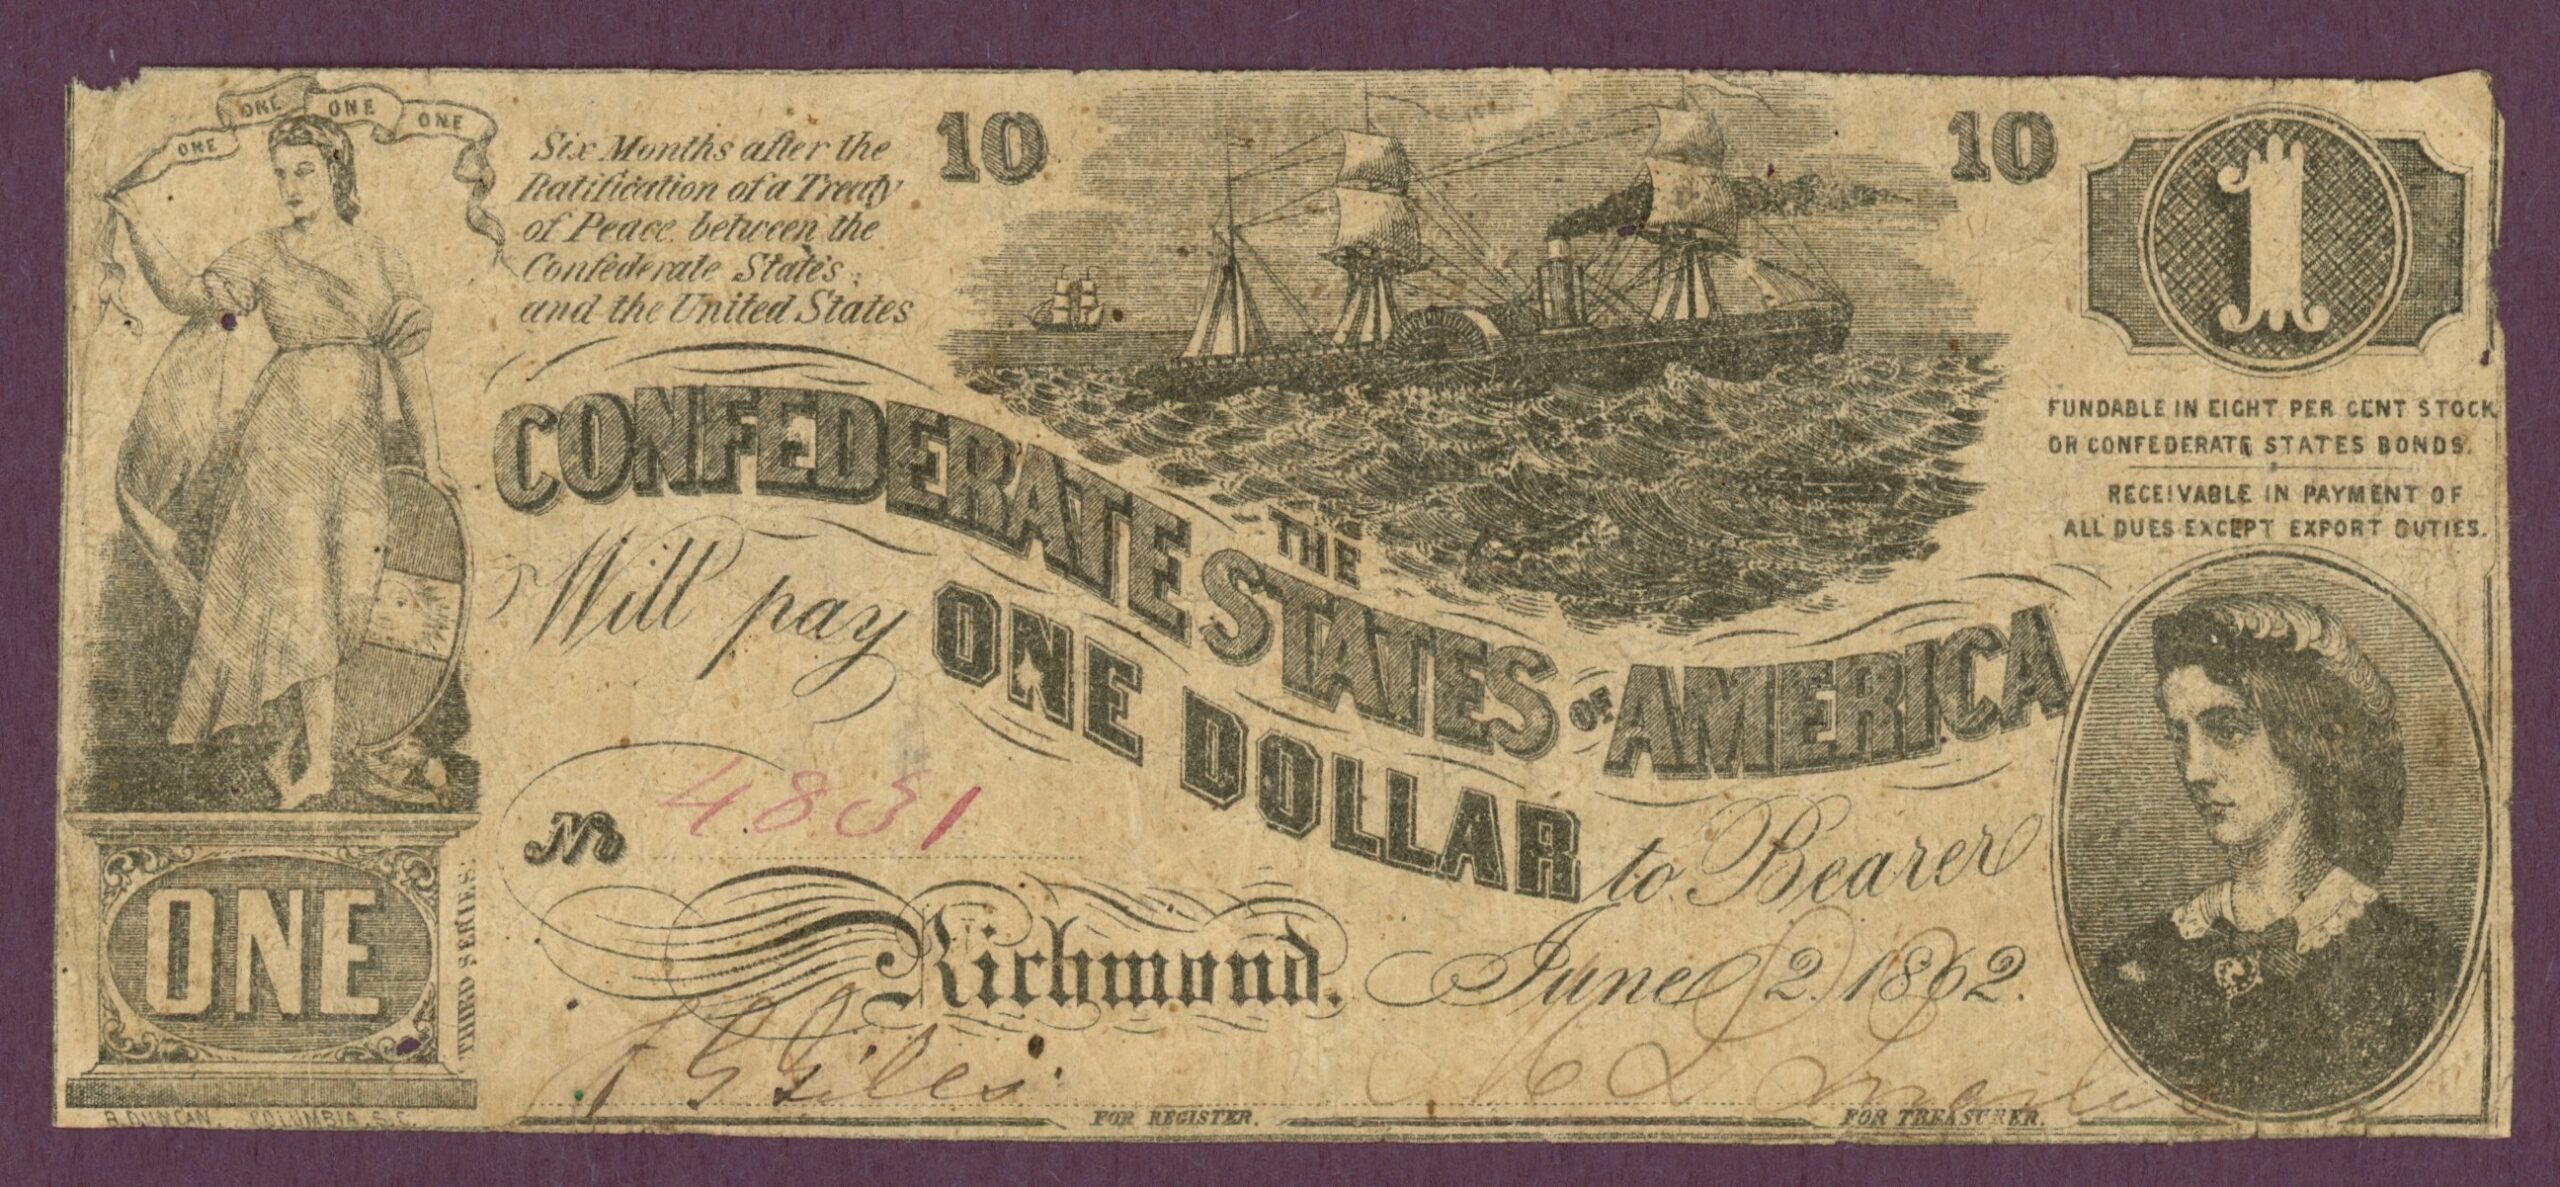 ONE ONE ONE ONE
Six Months after the
Ratification of a Treaty
of Peace between the
Confederate States
and the United States
10
10
1
FUNDABLE IN EIGHT PER CENT STOCK
OR CONFEDERATE STATES BONDS.
RECEIVABLE IN PAYMENT OF
ALL DUES EXCEPT EXPORT DUTIES.
THE
CONFEDERATE STATES OF AMERICA
Will pay ONE DOLLAR to Bearer
No 4831
Richmond. June 2. 1862.
ONE
THIRD SERIES.
Giles
FOR REGISTER.
FOR TREASURER.
B. DUNCAN. COLUMBIA, S.C.